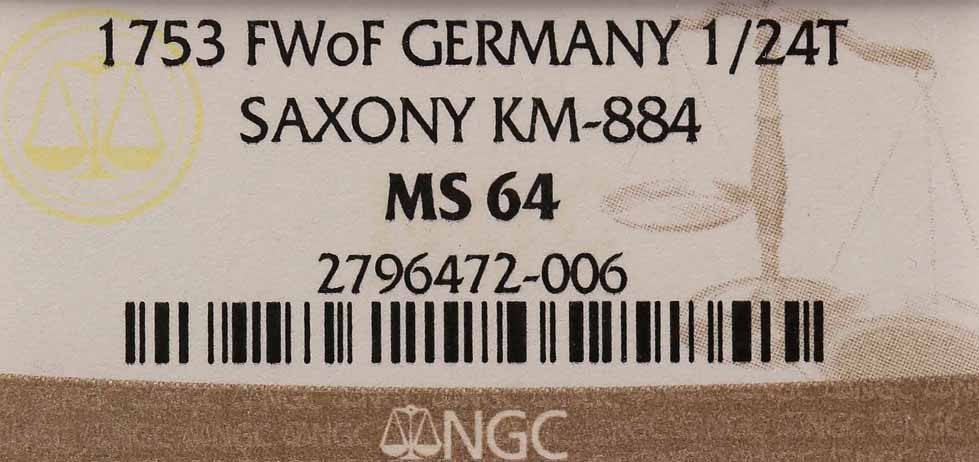 1753 FWoF GERMANY 1/24T
SAXONY KM-884
MS 64
2796472-006
NGC